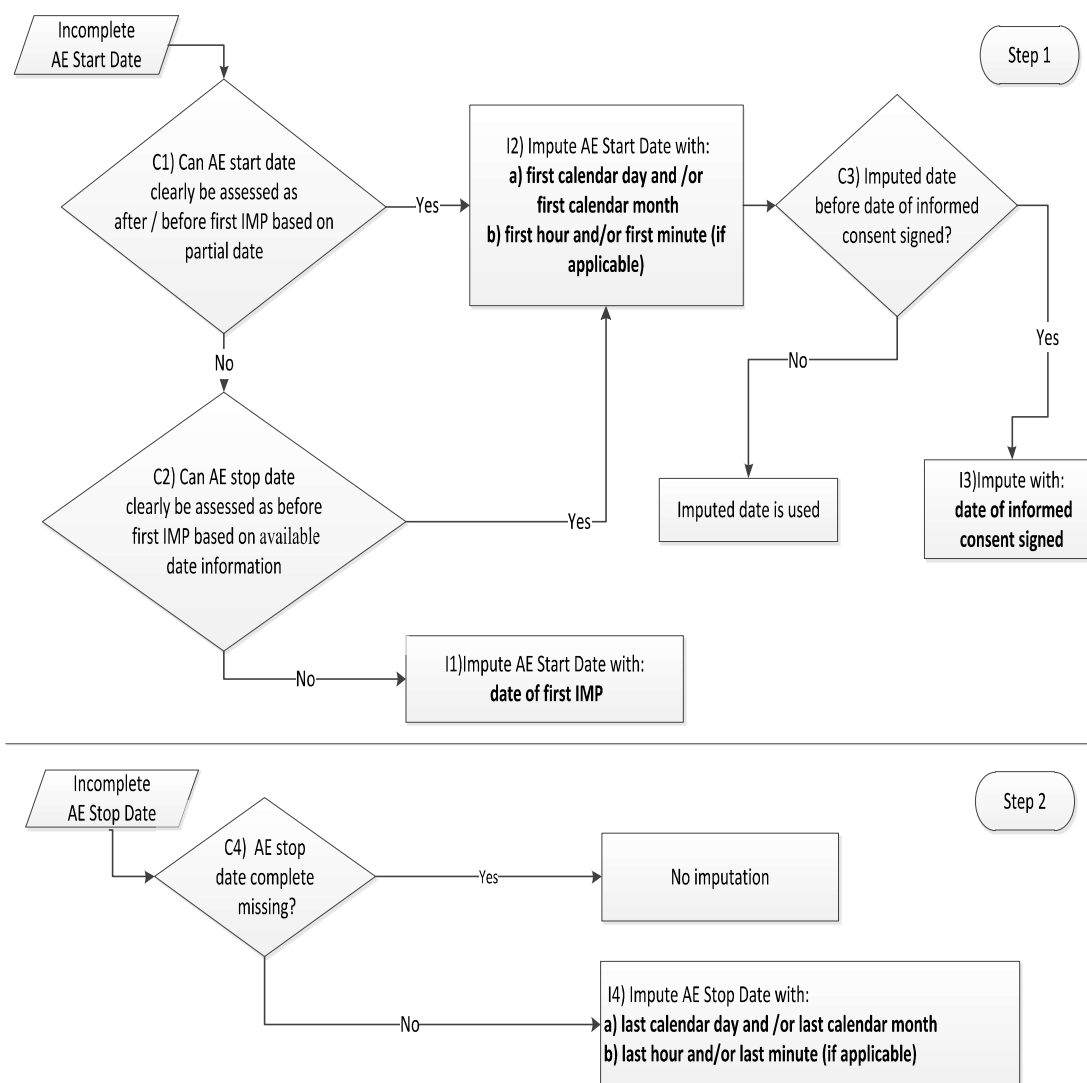 Incomplete
AE Start Date
Step 1
C1) Can AE start date
clearly be assessed as
after / before first IMP based on
partial date
Yes
I2) Impute AE Start Date with:
a) first calendar day and /or
first calendar month
b) first hour and/or first minute (if
applicable)
C3) Imputed date
before date of informed
consent signed?
No
Yes
No
C2) Can AE stop date
clearly be assessed as before
first IMP based on available
date information
Yes
Imputed date is used
I3)Impute with:
date of informed
consent signed
No
I1)Impute AE Start Date with:
date of first IMP
Incomplete
AE Stop Date
Step 2
C4) AE stop
date complete
missing?
Yes
No imputation
No
I4) Impute AE Stop Date with:
a) last calendar day and /or last calendar month
b) last hour and/or last minute (if applicable)